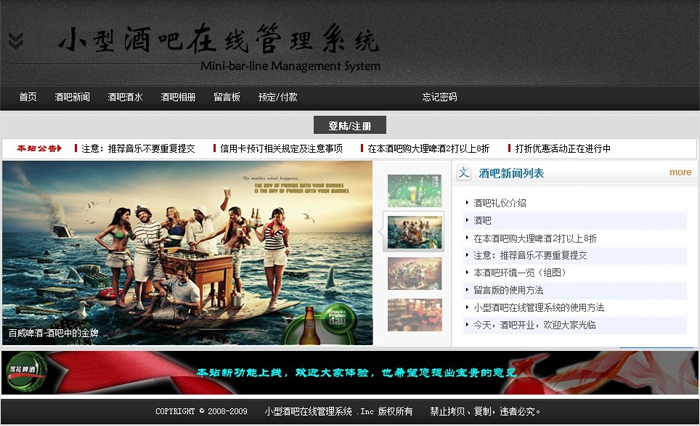 小型酒吧在线管理系统
Mini-bar-line Management System
首页 酒吧新闻 酒吧酒水 酒吧相册 留言板 预定/付款 忘记密码
登陆/注册
本站公告 注意：推荐音乐不要重复提交 信用卡预订相关规定及注意事项 在本酒吧购大理啤酒2打以上8折 打折优惠活动正在进行中
No matter what happens,
THE DAY OF PRIMUS WITH YOUR BUDDIES
IS THE DAY OF PRIMUS WITH YOUR BUDDIES
百威啤酒-酒吧中的金牌
文 酒吧新闻列表 more
酒吧礼仪介绍
酒吧
在本酒吧购大理啤酒2打以上8折
注意：推荐音乐不要重复提交
本酒吧环境一览（组图）
留言版的使用方法
小型酒吧在线管理系统的使用方法
今天，酒吧开业，欢迎大家光临
雪花啤酒
本站新功能上线，欢迎大家体验，也希望您提出宝贵的意见
COPYRIGHT © 2008-2009 小型酒吧在线管理系统 .Inc 版权所有 禁止拷贝、复制，违者必究。